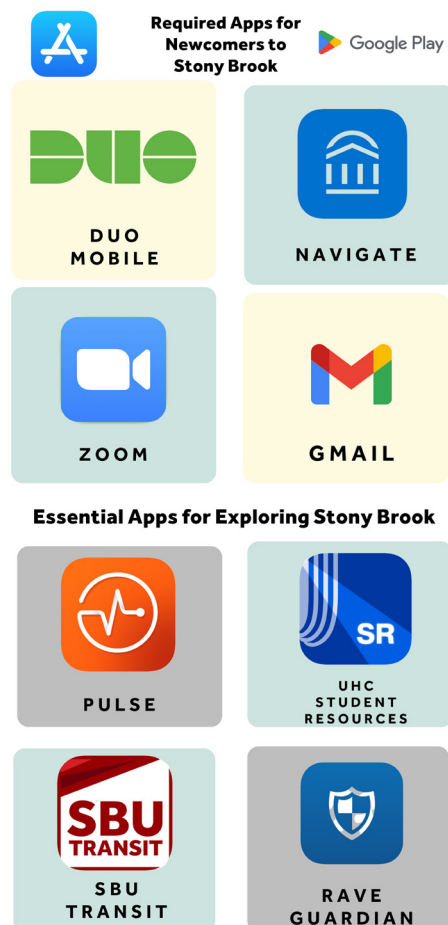 Required Apps for
Newcomers to
Stony Brook
Google Play
DUO
DUO
MOBILE
NAVIGATE
ZOOM
GMAIL
Essential Apps for Exploring Stony Brook
PULSE
SR
UHC
STUDENT
RESOURCES
SBU
TRANSIT
SBU
TRANSIT
RAVE
GUARDIAN